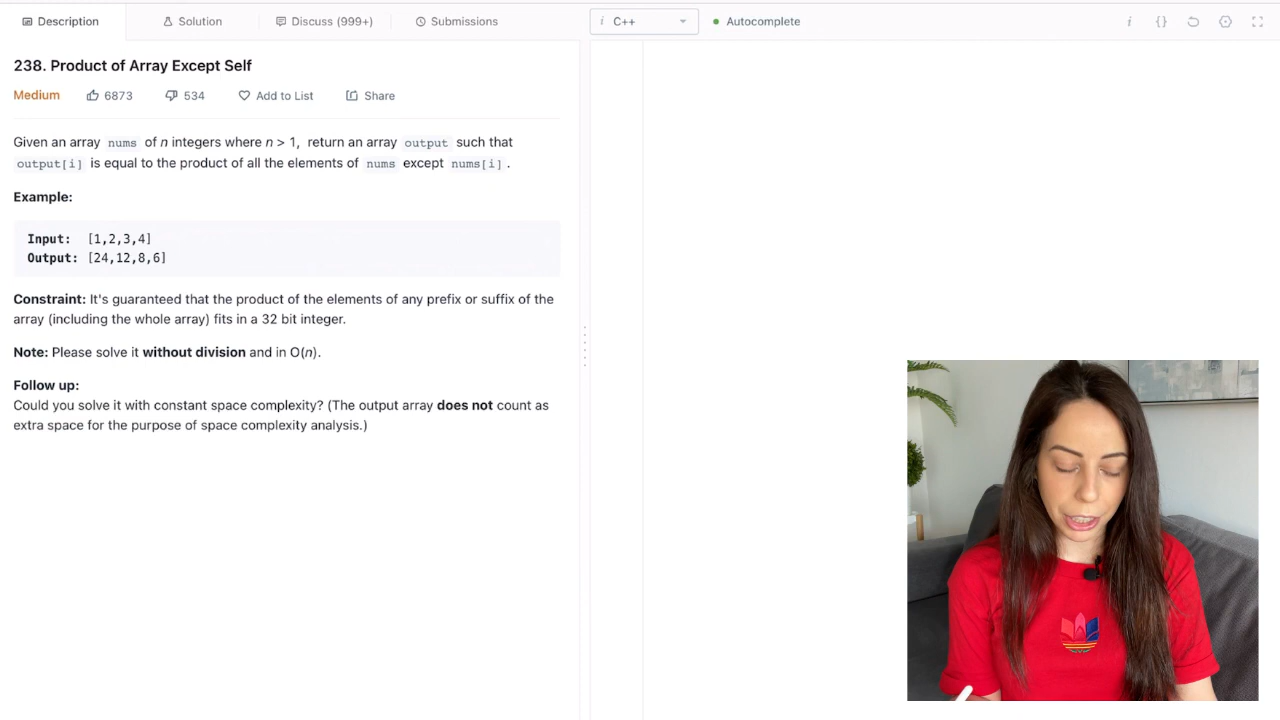 Description Solution Discuss (999+) Submissions i C++ Autocomplete i {}
238. Product of Array Except Self
Medium 6873 534 Add to List Share
Given an array nums of n integers where n > 1, return an array output such that
output[i] is equal to the product of all the elements of nums except nums[i].
Example:
Input: [1,2,3,4]
Output: [24,12,8,6]
Constraint: It's guaranteed that the product of the elements of any prefix or suffix of the
array (including the whole array) fits in a 32 bit integer.
Note: Please solve it without division and in O(n).
Follow up:
Could you solve it with constant space complexity? (The output array does not count as
extra space for the purpose of space complexity analysis.)